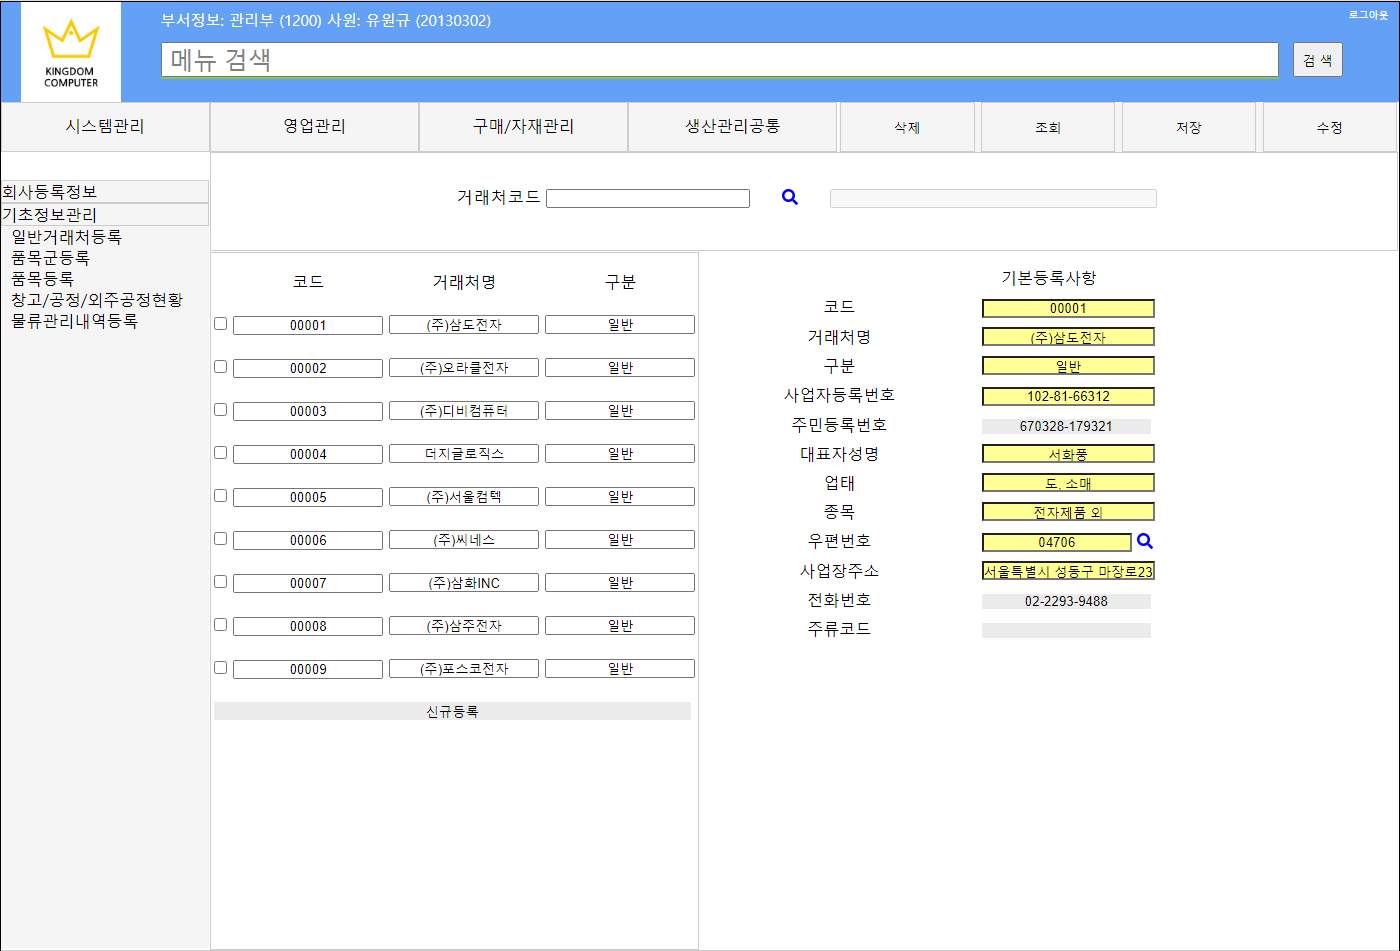 부서정보: 관리부 (1200) 사원: 유원규 (20130302)
로그아웃
KINGDOM
COMPUTER
메뉴 검색
검 색
시스템관리 영업관리 구매/자재관리 생산관리공통 삭제 조회 저장 수정
회사등록정보
기초정보관리
일반거래처등록
품목군등록
품목등록
창고/공정/외주공정현황
물류관리내역등록
거래처코드
코드 거래처명 구분
00001 (주)삼도전자 일반
00002 (주)오라클전자 일반
00003 (주)디비컴퓨터 일반
00004 더지글로직스 일반
00005 (주)서울컴텍 일반
00006 (주)씨네스 일반
00007 (주)삼화INC 일반
00008 (주)삼주전자 일반
00009 (주)포스코전자 일반
신규등록
기본등록사항
코드 00001
거래처명 (주)삼도전자
구분 일반
사업자등록번호 102-81-66312
주민등록번호 670328-179321
대표자성명 서화풍
업태 도, 소매
종목 전자제품 외
우편번호 04706
사업장주소 서울특별시 성동구 마장로23
전화번호 02-2293-9488
주류코드